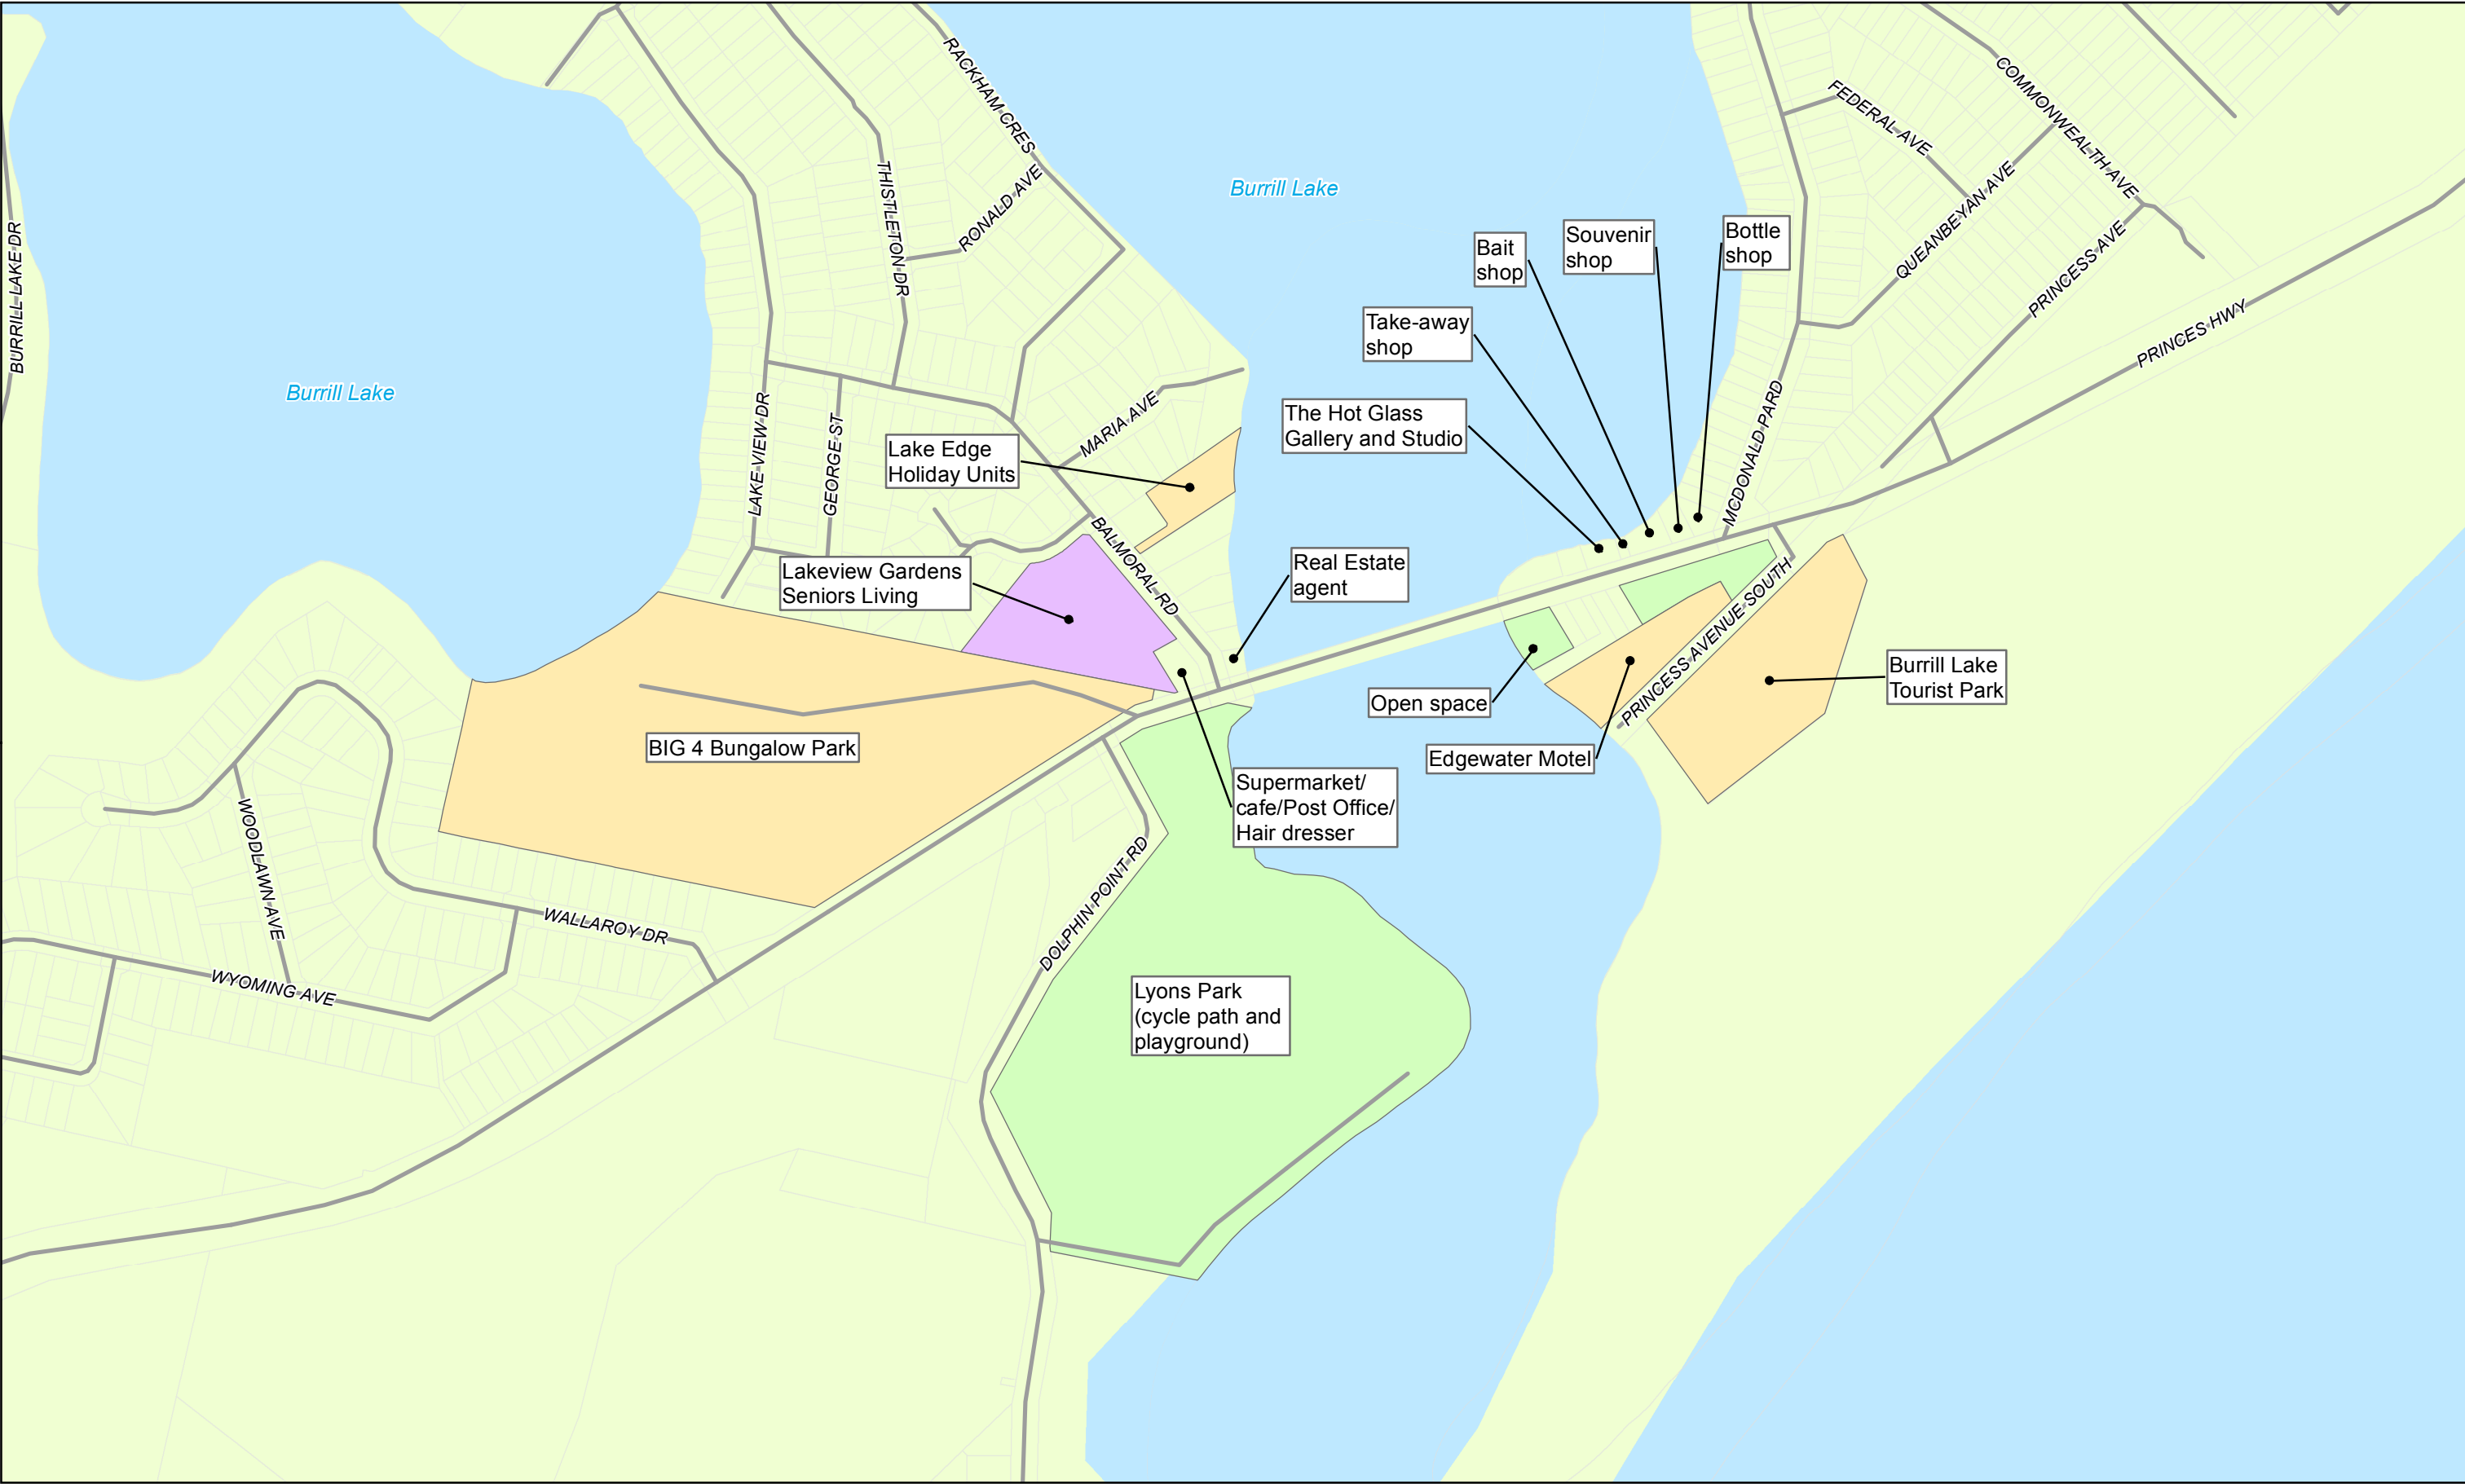 RACKHAM CRES
COMMONWEALTH AVE
FEDERAL AVE
THISTLETON DR
RONALD AVE
Burrill Lake
QUEANBEYAN AVE
BURRILL LAKE DR
Bait
shop
Souvenir
shop
Bottle
shop
PRINCESS AVE
PRINCES HWY
Take-away
shop
Burrill Lake
The Hot Glass
Gallery and Studio
MCDONALD PARD
LAKE VIEW DR
GEORGE ST
MARIA AVE
Lake Edge
Holiday Units
BALMORAL RD
Lakeview Gardens
Seniors Living
Real Estate
agent
PRINCESS AVENUE SOUTH
Burrill Lake
Tourist Park
Open space
BIG 4 Bungalow Park
Edgewater Motel
Supermarket/
cafe/Post Office/
Hair dresser
WOODLAWN AVE
WALLAROY DR
DOLPHIN POINT RD
WYOMING AVE
Lyons Park
(cycle path and
playground)